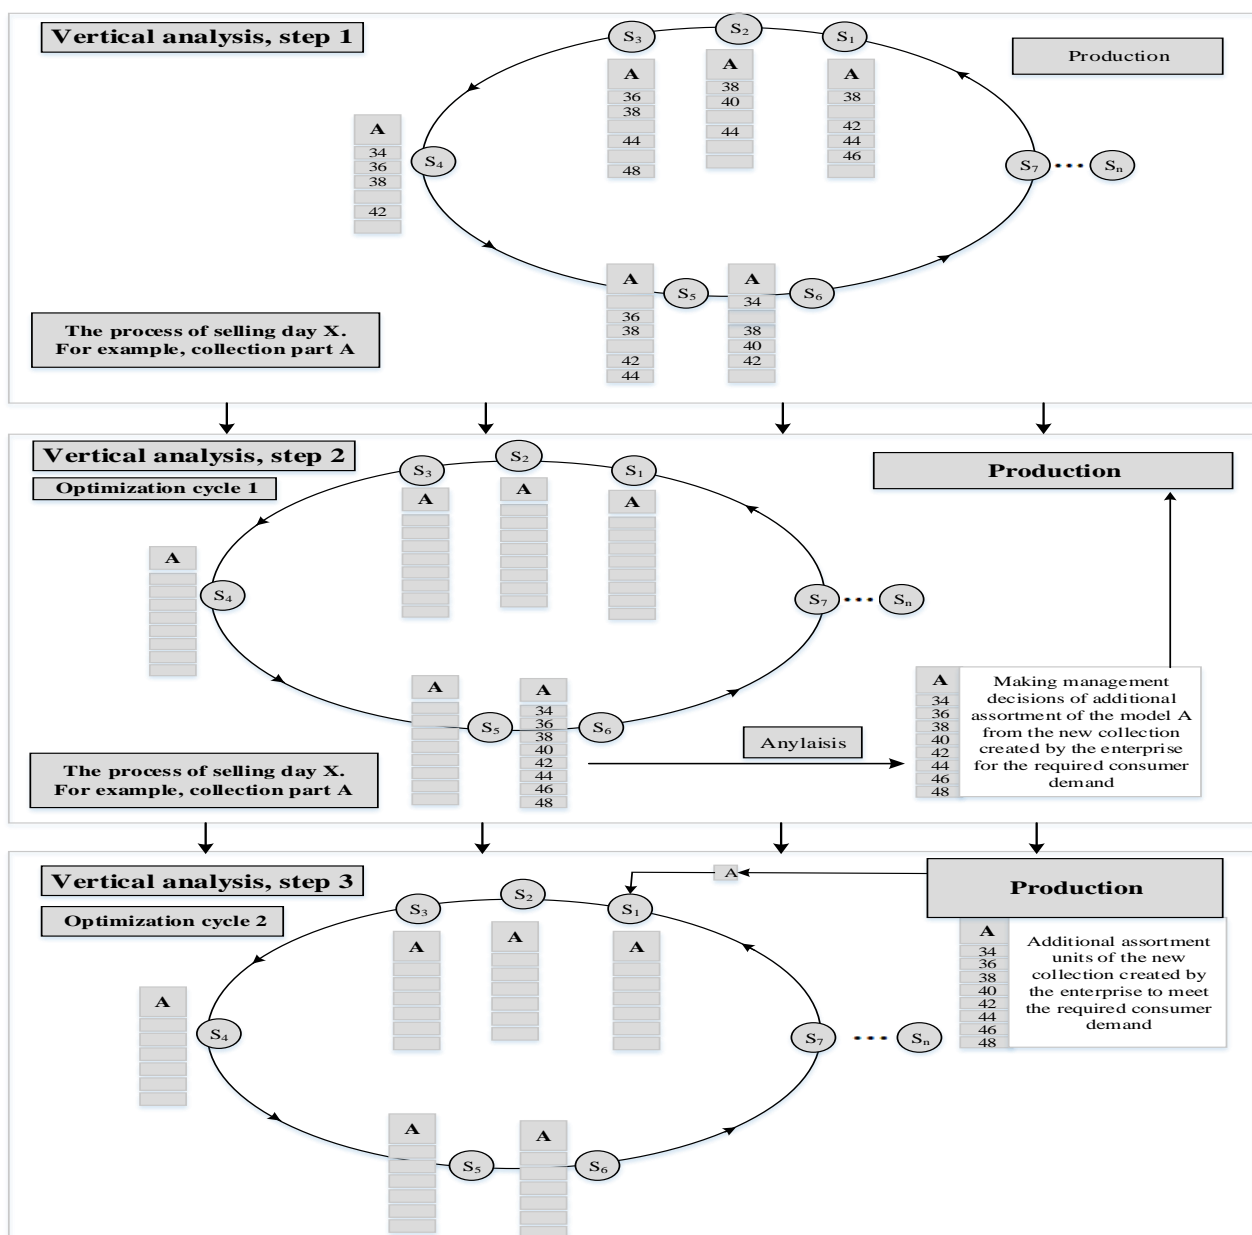 Vertical analysis, step 1
S3
S2
S1
Production
A
36
38
44
48
A
38
40
44
A
38
42
44
46
A
34
36
38
42
S4
S7
Sn
A
36
38
42
44
S5
A
34
38
40
42
S6
The process of selling day X.
For example, collection part A
Vertical analysis, step 2
Optimization cycle 1
S3
S2
S1
Production
A
A
A
A
S4
S7
Sn
A
S5
A
34
36
38
40
42
44
46
48
S6
Anylaisis
A
34
36
38
40
42
44
46
48
Making management
decisions of additional
assortment of the model A
from the new collection
created by the enterprise
for the required consumer
demand
The process of selling day X.
For example, collection part A
Vertical analysis, step 3
Optimization cycle 2
S3
S2
S1
A
Production
A
A
A
A
S4
S7
Sn
A
34
36
38
40
42
44
46
48
Additional assortment
units of the new
collection created by
the enterprise to meet
the required consumer
demand
A
S5
A
S6